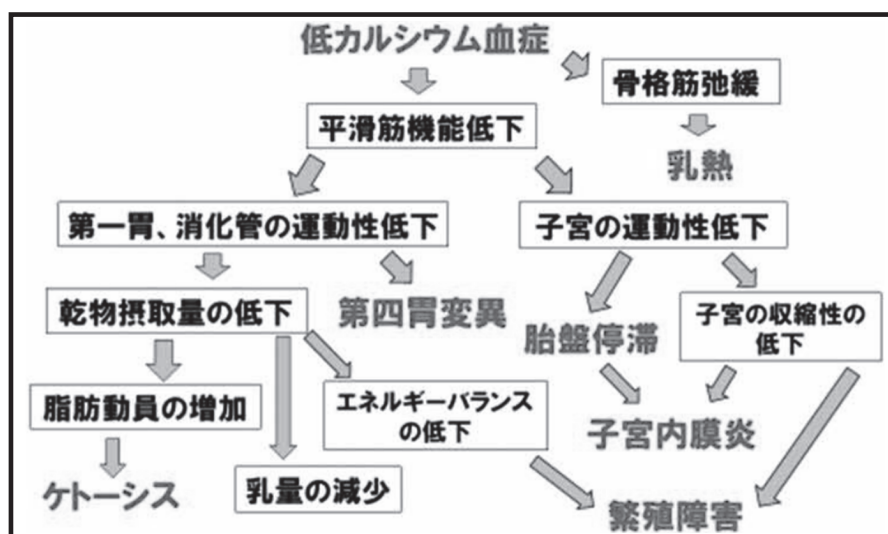 低カルシウム血症
骨格筋弛緩
平滑筋機能低下
乳熱
第一胃、消化管の運動性低下
子宮の運動性低下
乾物摂取量の低下
第四胃変異
胎盤停滞
子宮の収縮性の
低下
脂肪動員の増加
エネルギーバランス
の低下
子宮内膜炎
ケトーシス
乳量の減少
繁殖障害